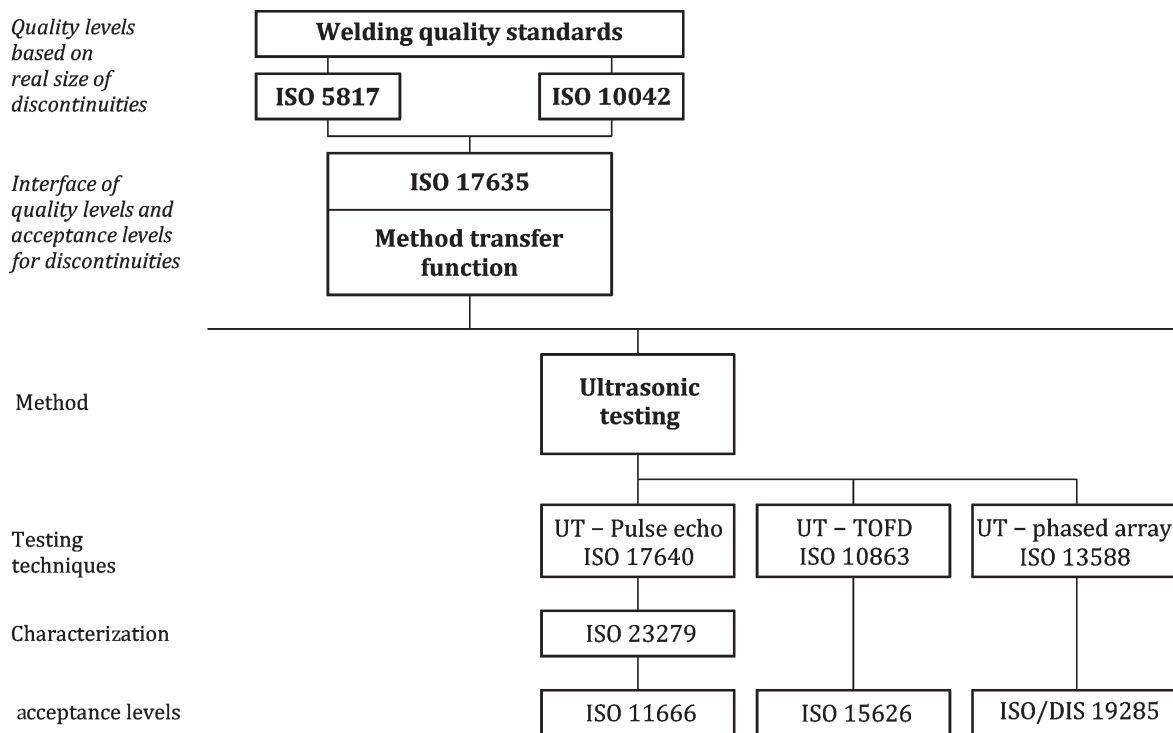 Quality levels
based on
real size of
discontinuities
Welding quality standards
ISO 5817
ISO 10042
Interface of
quality levels and
acceptance levels
for discontinuities
ISO 17635
Method transfer
function
Method
Ultrasonic
testing
Testing
techniques
UT – Pulse echo
ISO 17640
UT – TOFD
ISO 10863
UT – phased array
ISO 13588
Characterization
ISO 23279
acceptance levels
ISO 11666
ISO 15626
ISO/DIS 19285